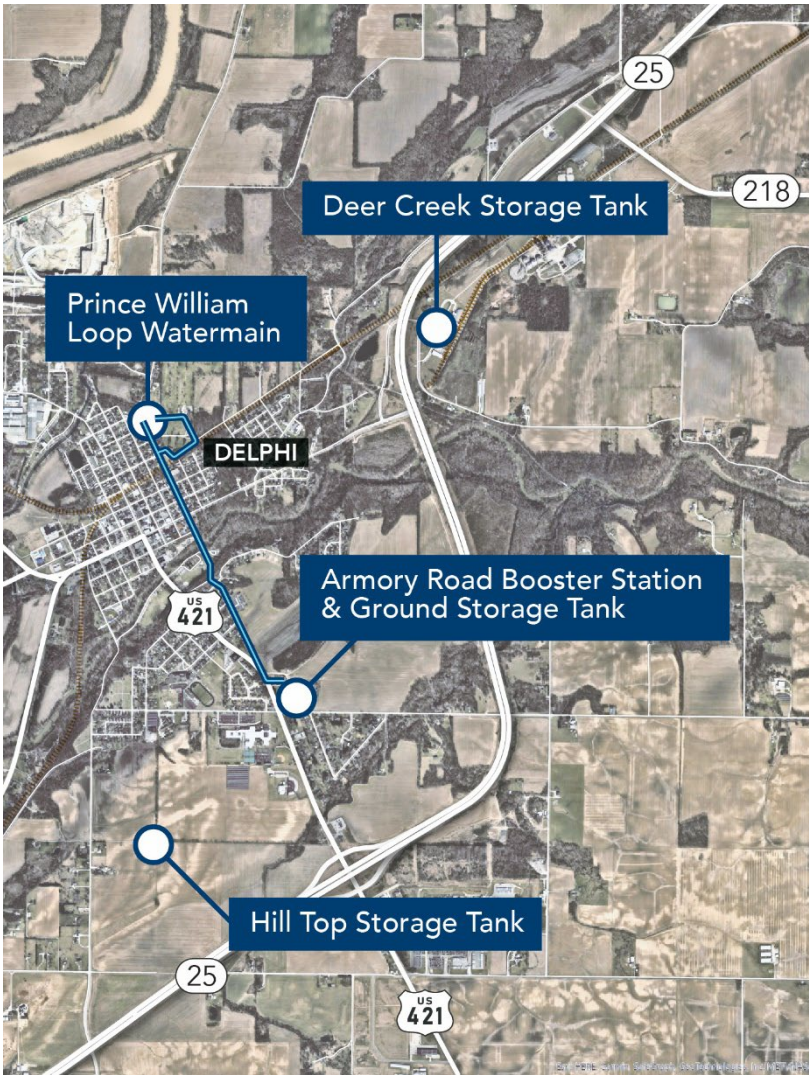 25
218
Deer Creek Storage Tank
Prince William
Loop Watermain
DELPHI
US
421
Armory Road Booster Station
& Ground Storage Tank
Hill Top Storage Tank
25
US
421